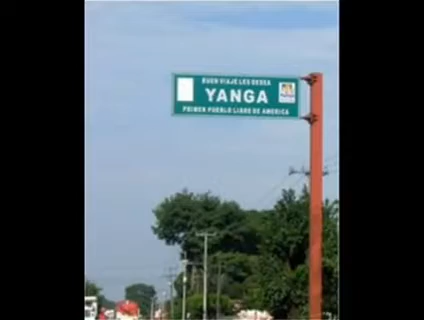 BUEN VIAJE LES DESEA
YANGA
PRIMER PUEBLO LIBRE DE AMERICA